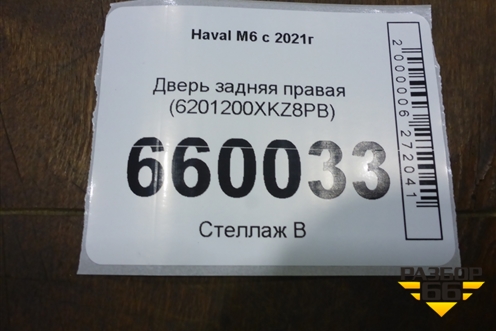 Haval M6 с 2021г
Дверь задняя правая
(6201200XKZ8PB)
660033
Стеллаж В
2000006272041
РАЗБОР
66